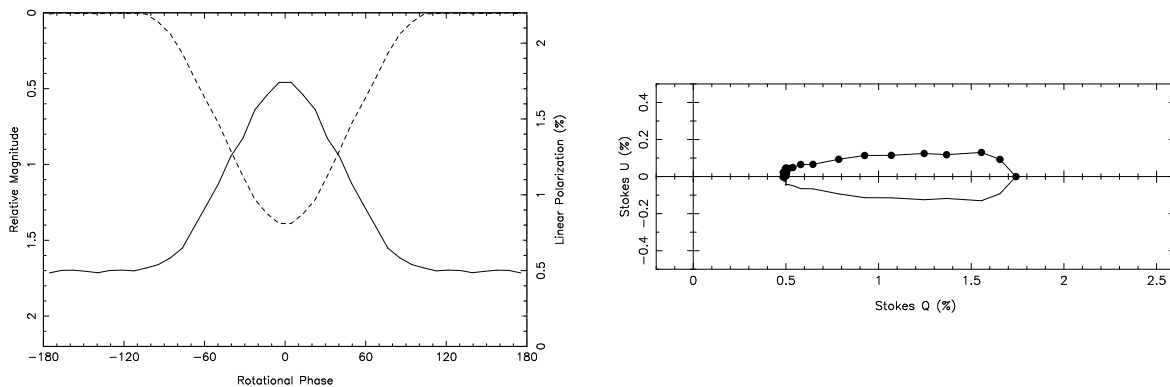 0
0.5
1
1.5
2
Relative Magnitude
2
1.5
1
0.5
0
Linear Polarization (%)
−180 −120 −60 0 60 120 180
Rotational Phase
0.4
0.2
0
−0.2
−0.4
Stokes U (%)
0 0.5 1 1.5 2 2.5
Stokes Q (%)